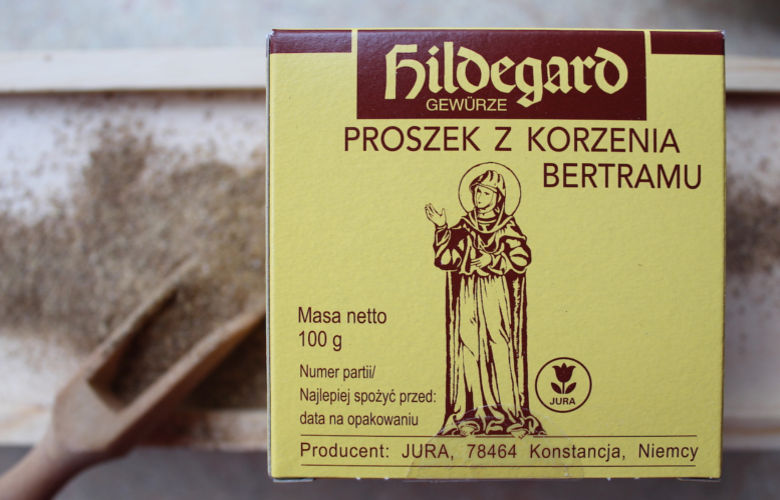 Hildegard
GEWÜRZE
PROSZEK Z KORZENIA
BERTRAMU
Masa netto
100 g
Numer partii/
Najlepiej spożyć przed:
data na opakowaniu
JURA
Producent: JURA, 78464 Konstancja, Niemcy